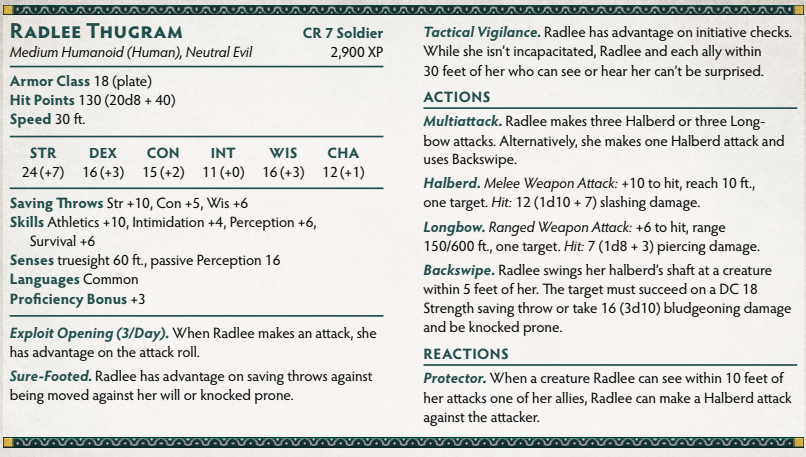 Radlee Thugram CR 7 Soldier
Medium Humanoid (Human), Neutral Evil 2,900 XP
Armor Class 18 (plate)
Hit Points 130 (20d8 + 40)
Speed 30 ft.
STR DEX CON INT WIS CHA
24 (+7) 16 (+3) 15 (+2) 11 (+0) 16 (+3) 12 (+1)
Saving Throws Str +10, Con +5, Wis +6
Skills Athletics +10, Intimidation +4, Perception +6,
Survival +6
Senses truesight 60 ft., passive Perception 16
Languages Common
Proficiency Bonus +3
Exploit Opening (3/Day). When Radlee makes an attack, she
has advantage on the attack roll.
Sure-Footed. Radlee has advantage on saving throws against
being moved against her will or knocked prone.
Tactical Vigilance. Radlee has advantage on initiative checks.
While she isn't incapacitated, Radlee and each ally within
30 feet of her who can see or hear her can't be surprised.
Actions
Multiattack. Radlee makes three Halberd or three Long-
bow attacks. Alternatively, she makes one Halberd attack and
uses Backswipe.
Halberd. Melee Weapon Attack: +10 to hit, reach 10 ft.,
one target. Hit: 12 (1d10 + 7) slashing damage.
Longbow. Ranged Weapon Attack: +6 to hit, range
150/600 ft., one target. Hit: 7 (1d8 + 3) piercing damage.
Backswipe. Radlee swings her halberd's shaft at a creature
within 5 feet of her. The target must succeed on a DC 18
Strength saving throw or take 16 (3d10) bludgeoning damage
and be knocked prone.
Reactions
Protector. When a creature Radlee can see within 10 feet of
her attacks one of her allies, Radlee can make a Halberd attack
against the attacker.